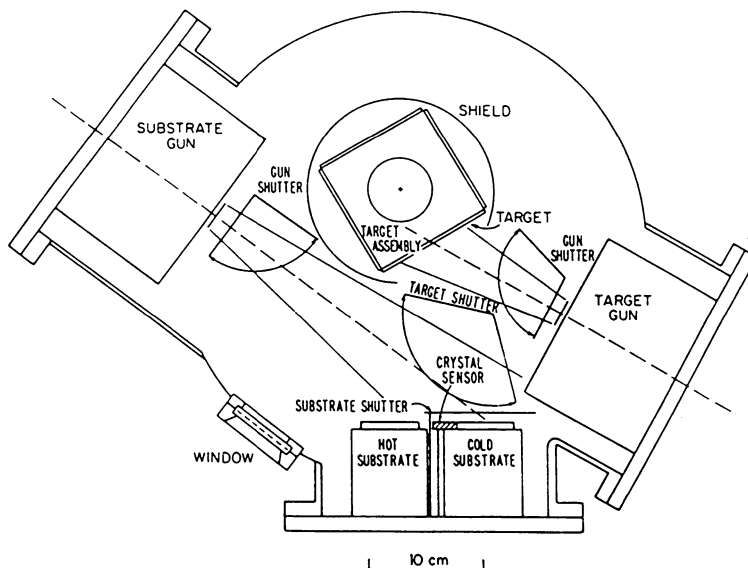 SHIELD
SUBSTRATE
GUN
GUN
SHUTTER
TARGET
TARGET
ASSEMBLY
GUN
SHUTTER
TARGET SHUTTER
TARGET
GUN
CRYSTAL
SENSOR
SUBSTRATE SHUTTER
WINDOW
HOT
SUBSTRATE
COLD
SUBSTRATE
10 cm